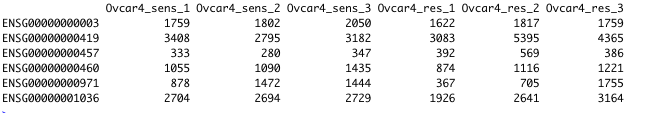 Ovcar4_sens_1 Ovcar4_sens_2 Ovcar4_sens_3 Ovcar4_res_1 Ovcar4_res_2 Ovcar4_res_3
ENSG00000000003 1759 1802 2050 1622 1817 1759
ENSG00000000419 3408 2795 3182 3083 5395 4365
ENSG00000000457 333 280 347 392 569 386
ENSG00000000460 1055 1090 1435 874 1116 1221
ENSG00000000971 878 1472 1444 367 705 1755
ENSG00000001036 2704 2694 2729 1926 2641 3164